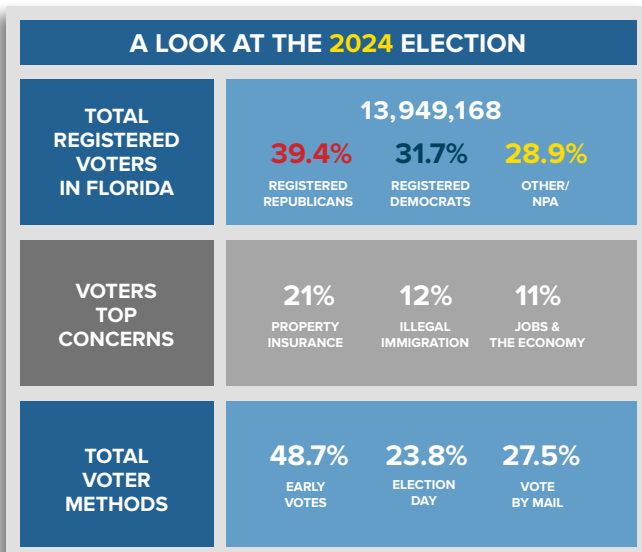 A LOOK AT THE 2024 ELECTION
TOTAL
REGISTERED
VOTERS
IN FLORIDA
13,949,168
39.4% 31.7% 28.9%
REGISTERED REGISTERED OTHER/
REPUBLICANS DEMOCRATS NPA
VOTERS
TOP
CONCERNS
21% 12% 11%
PROPERTY ILLEGAL JOBS &
INSURANCE IMMIGRATION THE ECONOMY
TOTAL
VOTER
METHODS
48.7% 23.8% 27.5%
EARLY ELECTION VOTE
VOTES DAY BY MAIL